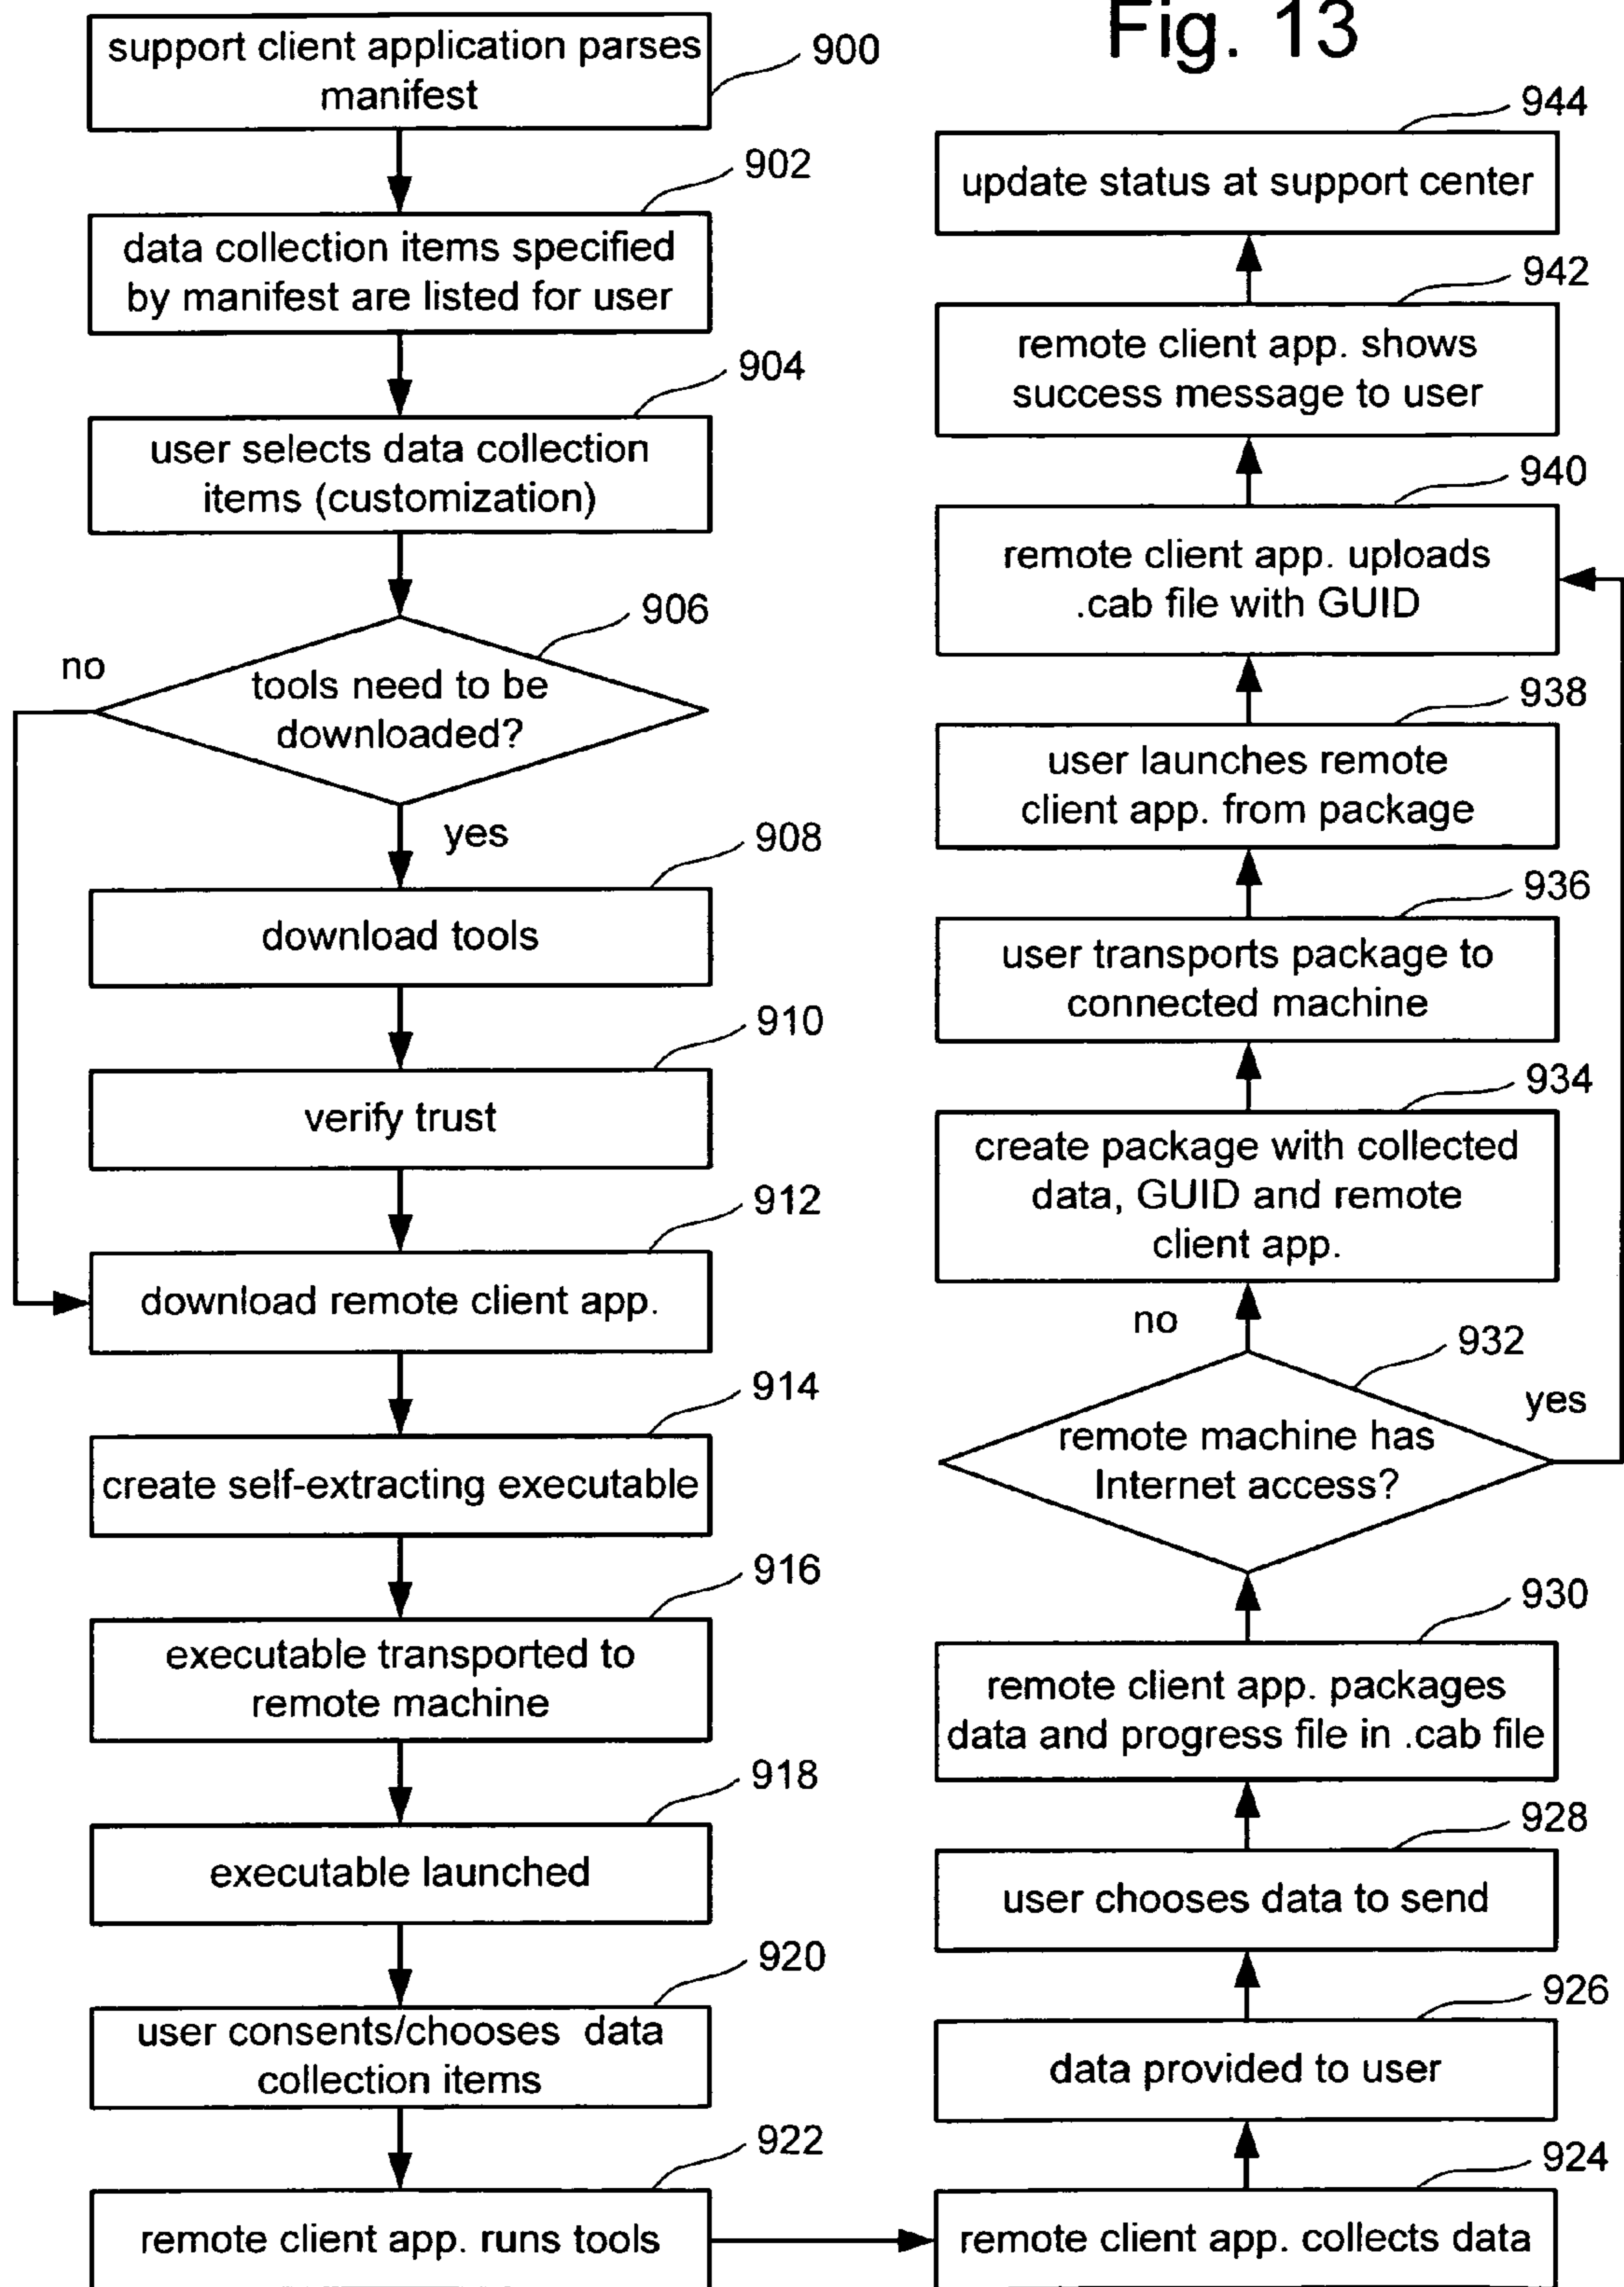 Fig. 13
support client application parses
manifest
900
902
data collection items specified
by manifest are listed for user
904
user selects data collection
items (customization)
906
no
tools need to be
downloaded?
yes
908
download tools
910
verify trust
912
download remote client app.
914
create self-extracting executable
916
executable transported to
remote machine
918
executable launched
920
user consents/chooses data
collection items
922
remote client app. runs tools
924
remote client app. collects data
926
data provided to user
928
user chooses data to send
930
remote client app. packages
data and progress file in .cab file
932
remote machine has
Internet access?
yes
no
934
create package with collected
data, GUID and remote
client app.
936
user transports package to
connected machine
938
user launches remote
client app. from package
940
remote client app. uploads
.cab file with GUID
942
remote client app. shows
success message to user
944
update status at support center